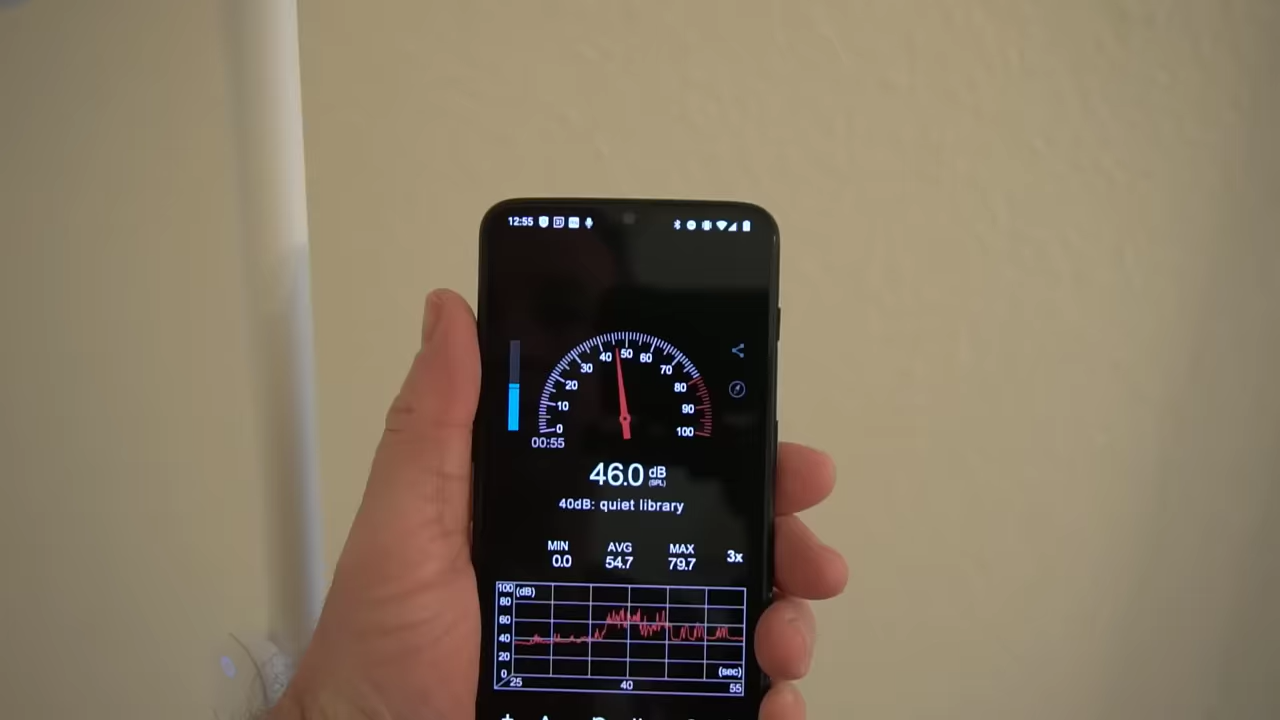 12:55
40 50 60
30 70
20 80
10 90
0 100
00:55
46.0 dB
(SPL)
40dB: quiet library
MIN AVG MAX
0.0 54.7 79.7 3x
100 (dB)
80
60
40
20
0 (sec)
25 40 55